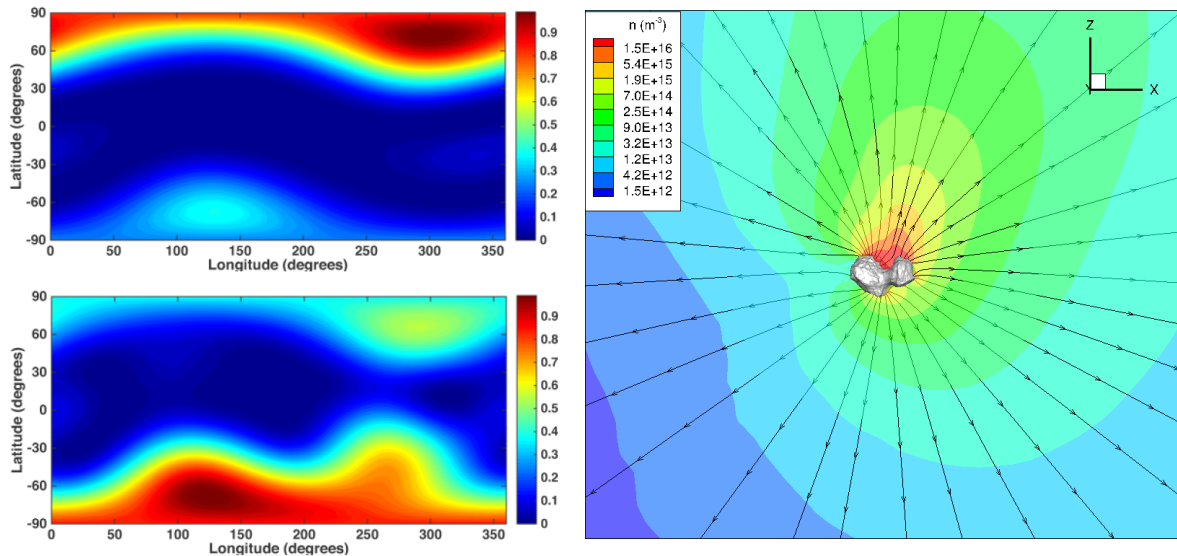 90
60
30
0
-30
-60
-90
Latitude (degrees)
0 50 100 150 200 250 300 350
Longitude (degrees)
0.9
0.8
0.7
0.6
0.5
0.4
0.3
0.2
0.1
0
90
60
30
0
-30
-60
-90
Latitude (degrees)
0 50 100 150 200 250 300 350
Longitude (degrees)
0.9
0.8
0.7
0.6
0.5
0.4
0.3
0.2
0.1
0
n (m⁻³)
1.5E+16
5.4E+15
1.9E+15
7.0E+14
2.5E+14
9.0E+13
3.2E+13
1.2E+13
4.2E+12
1.5E+12
Z
X